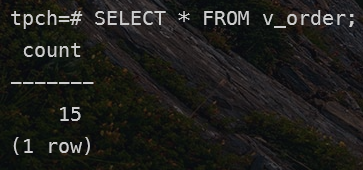 tpch=# SELECT * FROM v_order;
 count
-------
    15
(1 row)